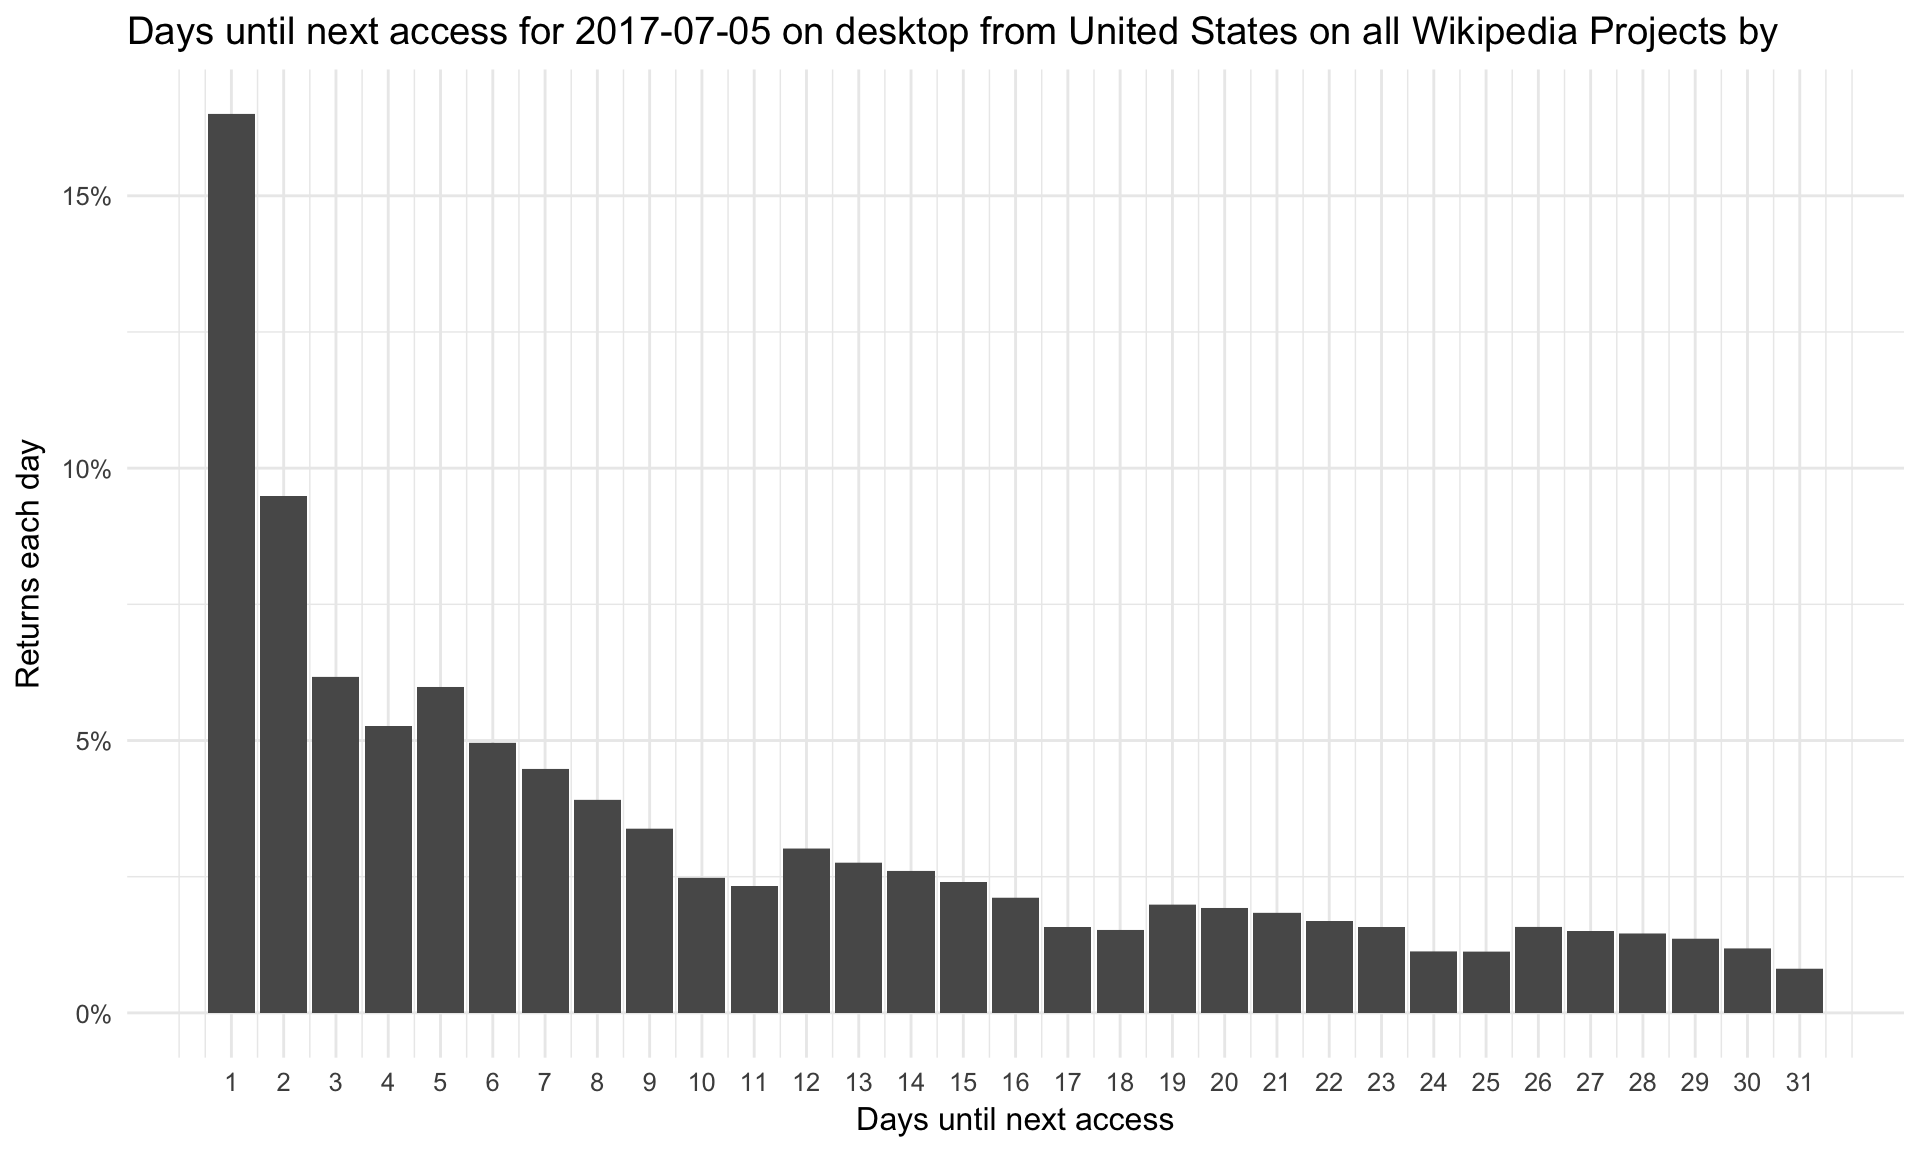 Days until next access for 2017-07-05 on desktop from United States on all Wikipedia Projects by
Returns each day
15%
10%
5%
0%
1 2 3 4 5 6 7 8 9 10 11 12 13 14 15 16 17 18 19 20 21 22 23 24 25 26 27 28 29 30 31
Days until next access